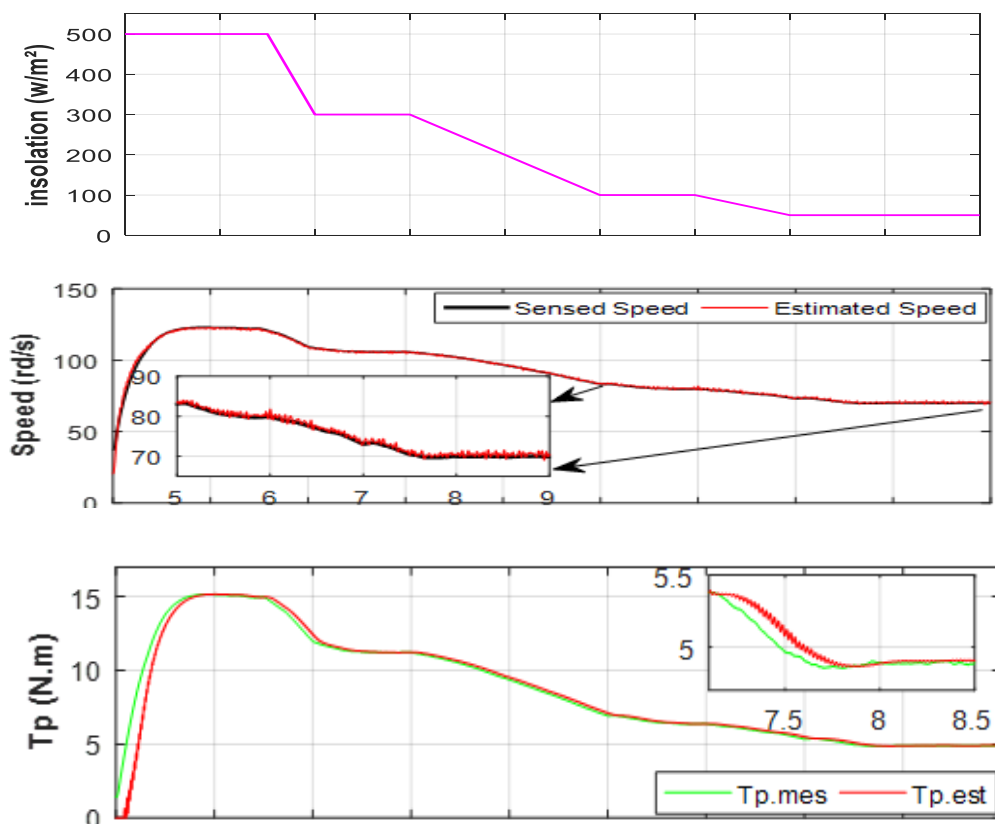 insolation (w/m²)
500
400
300
200
100
0
Speed (rd/s)
150
100
50
0
Sensed Speed
Estimated Speed
90
80
70
5 6 7 8 9
Tp (N.m)
15
10
5
0
5.5
5
7.5 8 8.5
Tp.mes
Tp.est